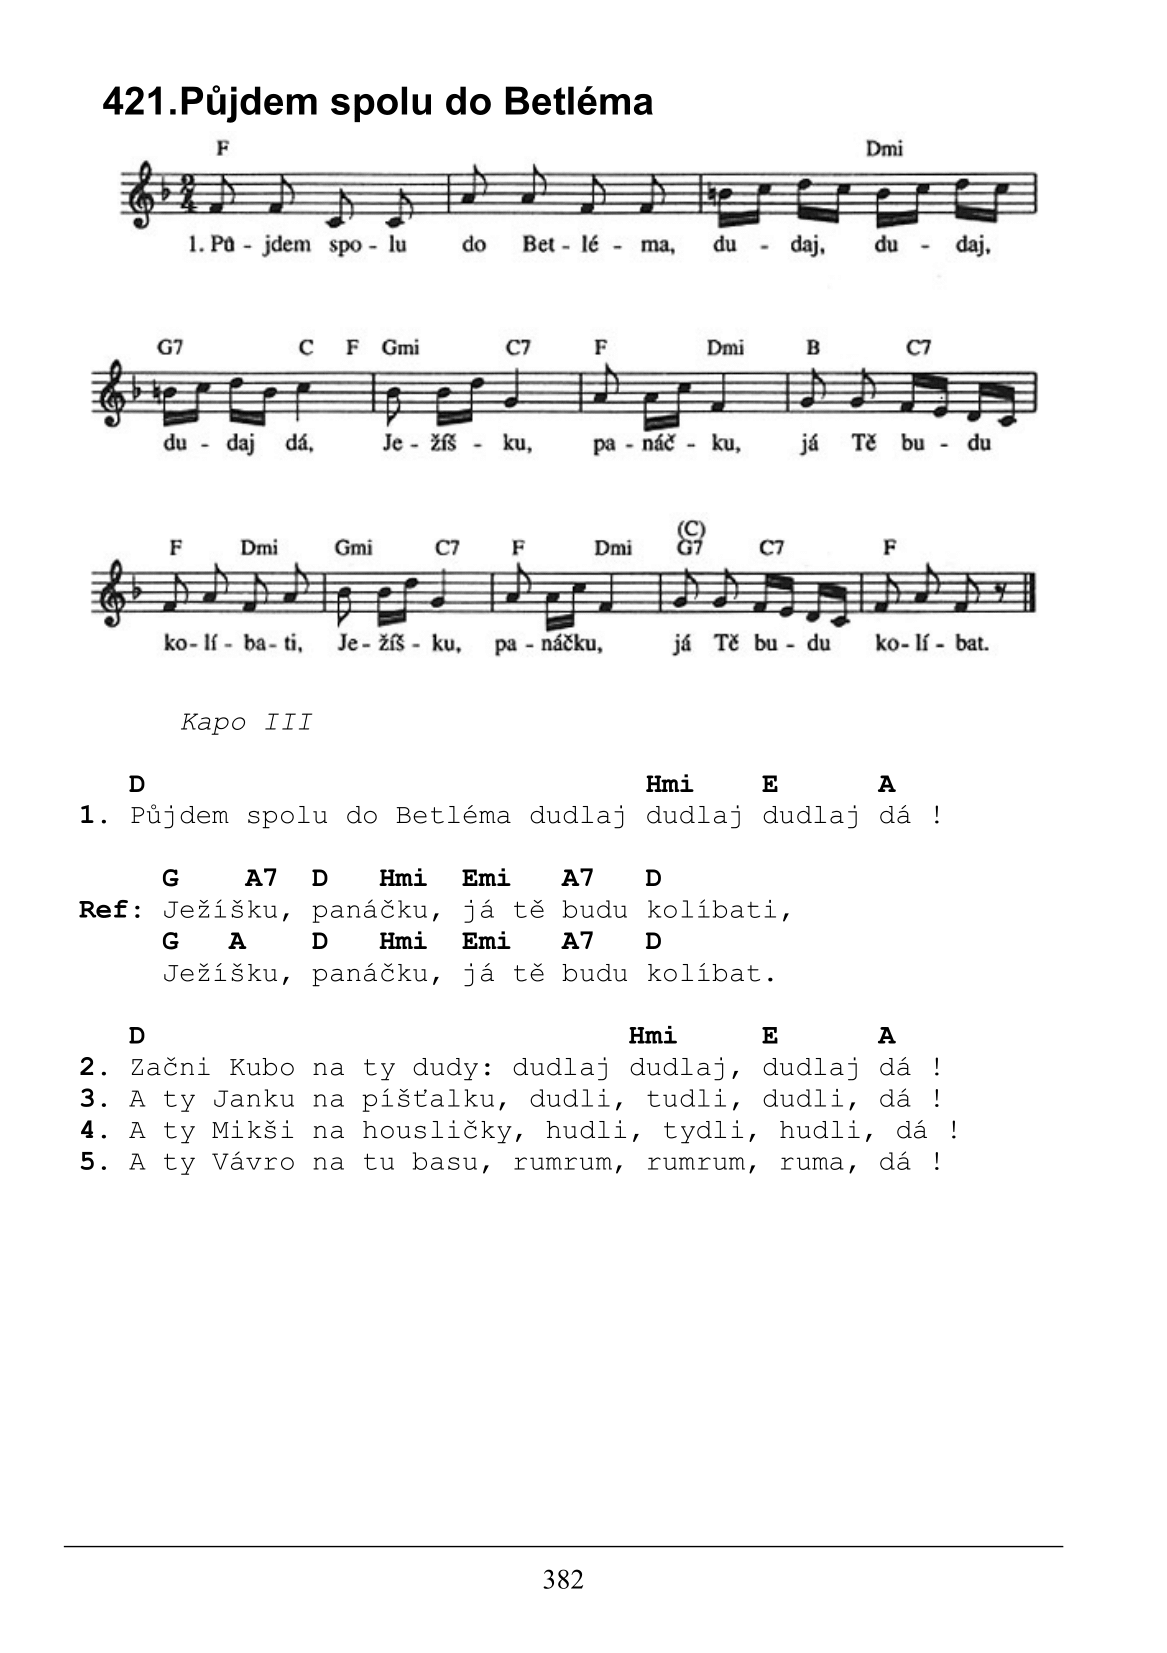 421.Půjdem spolu do Betléma
F Dmi
1. Pů - jdem spo - lu do Bet - lé - ma, du - daj, du - daj,
G7 C F Gmi C7 F Dmi B C7
du - daj dá, Je - žíš - ku, pa - náč - ku, já Tě bu - du
(C)
F Dmi Gmi C7 F Dmi G7 C7 F
ko - lí - ba - ti, Je - žíš - ku, pa - náčku, já Tě bu - du ko - lí - bat.
Kapo III
D Hmi E A
1. Půjdem spolu do Betléma dudlaj dudlaj dudlaj dá !
G A7 D Hmi Emi A7 D
Ref: Ježíšku, panáčku, já tě budu kolíbati,
G A D Hmi Emi A7 D
Ježíšku, panáčku, já tě budu kolíbat.
D Hmi E A
2. Začni Kubo na ty dudy: dudlaj dudlaj, dudlaj dá !
3. A ty Janku na píšťalku, dudli, tudli, dudli, dá !
4. A ty Mikši na housličky, hudli, tydli, hudli, dá !
5. A ty Vávro na tu basu, rumrum, rumrum, ruma, dá !
382